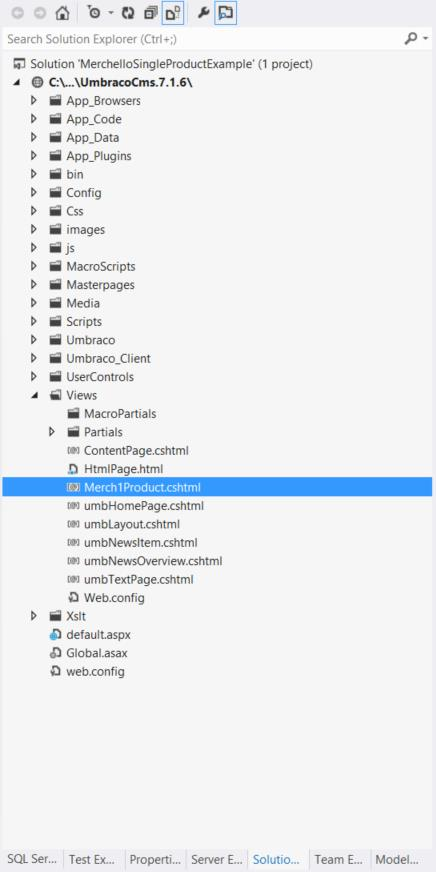 Search Solution Explorer (Ctrl+;)
Solution 'MerchelloSingleProductExample' (1 project)
C:\...\UmbracoCms.7.1.6\
App_Browsers
App_Code
App_Data
App_Plugins
bin
Config
Css
images
js
MacroScripts
Masterpages
Media
Scripts
Umbraco
Umbraco_Client
UserControls
Views
MacroPartials
Partials
ContentPage.cshtml
HtmlPage.html
Merch1Product.cshtml
umbHomePage.cshtml
umbLayout.cshtml
umbNewsItem.cshtml
umbNewsOverview.cshtml
umbTextPage.cshtml
Web.config
Xslt
default.aspx
Global.asax
web.config
SQL Ser... Test Ex... Properti... Server E... Solutio... Team E... Model...